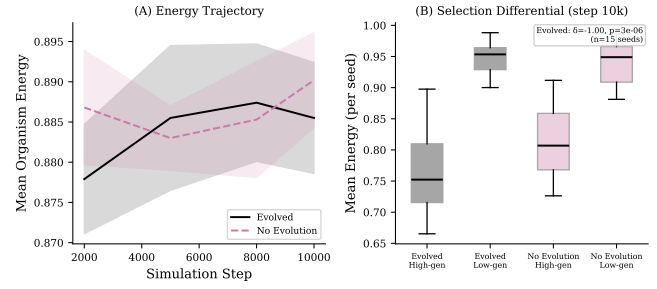 (A) Energy Trajectory
Mean Organism Energy
0.895
0.890
0.885
0.880
0.875
0.870
2000
4000
6000
8000
10000
Simulation Step
Evolved
No Evolution
(B) Selection Differential (step 10k)
Mean Energy (per seed)
1.00
0.95
0.90
0.85
0.80
0.75
0.70
0.65
Evolved: δ=-1.00, p=3e-06
(n=15 seeds)
Evolved
High-gen
Evolved
Low-gen
No Evolution
High-gen
No Evolution
Low-gen